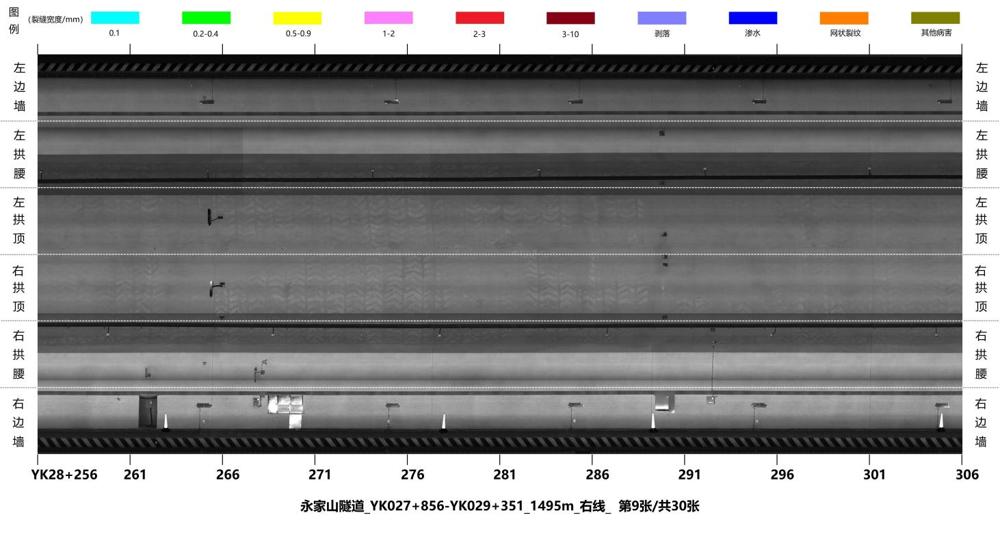 图例
(裂缝宽度/mm)
0.1
0.2-0.4
0.5-0.9
1-2
2-3
3-10
剥落
渗水
网状裂纹
其他病害
左边墙
左边墙
左拱腰
左拱腰
左拱顶
左拱顶
右拱顶
右拱顶
右拱腰
右拱腰
右边墙
右边墙
YK28+256 261 266 271 276 281 286 291 296 301 306
永家山隧道_YK027+856-YK029+351_1495m_右线_ 第9张/共30张